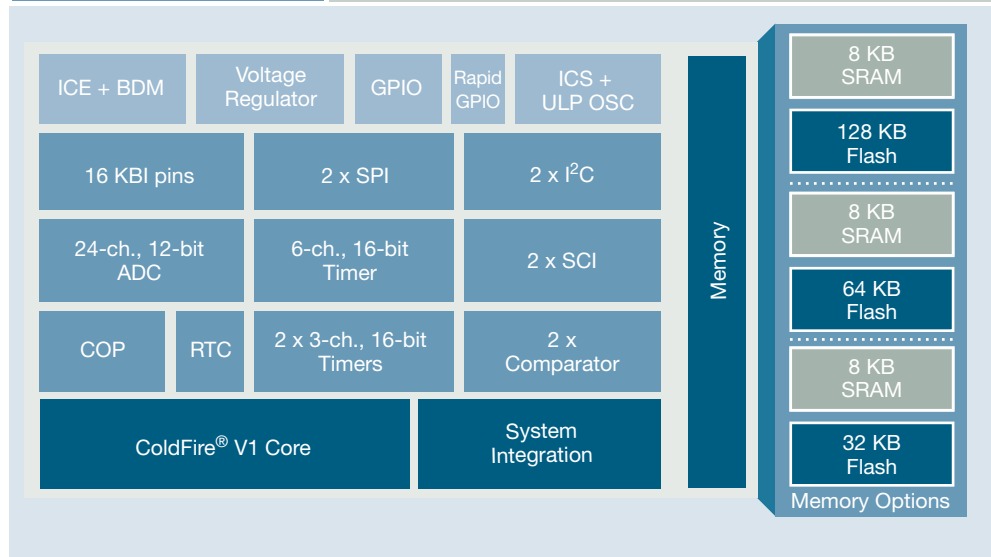 ICE + BDM
Voltage
Regulator
GPIO
Rapid
GPIO
ICS +
ULP OSC
16 KBI pins
2 x SPI
2 x I²C
24-ch., 12-bit
ADC
6-ch., 16-bit
Timer
2 x SCI
COP
RTC
2 x 3-ch., 16-bit
Timers
2 x
Comparator
ColdFire® V1 Core
System
Integration
Memory
8 KB
SRAM
128 KB
Flash
8 KB
SRAM
64 KB
Flash
8 KB
SRAM
32 KB
Flash
Memory Options